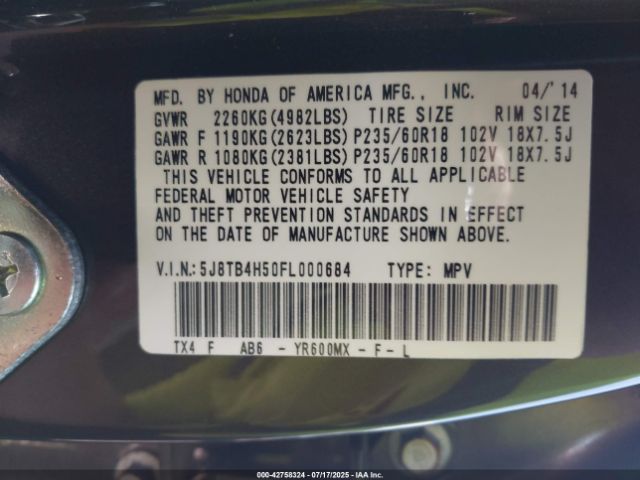 MFD. BY HONDA OF AMERICA MFG., INC. 04/'14
GVWR 2260KG(4982LBS) TIRE SIZE RIM SIZE
GAWR F 1190KG(2623LBS)P235/60R18 102V 18X7.5J
GAWR R 1080KG(2381LBS)P235/60R18 102V 18X7.5J
THIS VEHICLE CONFORMS TO ALL APPLICABLE
FEDERAL MOTOR VEHICLE SAFETY
AND THEFT PREVENTION STANDARDS IN EFFECT
ON THE DATE OF MANUFACTURE SHOWN ABOVE.
V.I.N.:5J8TB4H50FL000684 TYPE: MPV
TX4 F AB6 - YR600MX - F - L
000-42758324 - 07/17/2025 - IAA Inc.